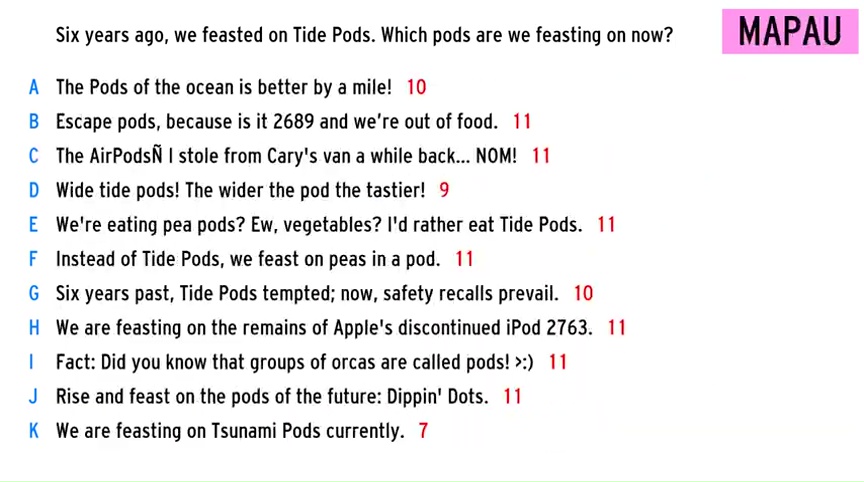 Six years ago, we feasted on Tide Pods. Which pods are we feasting on now?
MAPAU
A The Pods of the ocean is better by a mile! 10
B Escape pods, because is it 2689 and we're out of food. 11
C The AirPodsÑ I stole from Cary's van a while back... NOM! 11
D Wide tide pods! The wider the pod the tastier! 9
E We're eating pea pods? Ew, vegetables? I'd rather eat Tide Pods. 11
F Instead of Tide Pods, we feast on peas in a pod. 11
G Six years past, Tide Pods tempted; now, safety recalls prevail. 10
H We are feasting on the remains of Apple's discontinued iPod 2763. 11
I Fact: Did you know that groups of orcas are called pods! >:) 11
J Rise and feast on the pods of the future: Dippin' Dots. 11
K We are feasting on Tsunami Pods currently. 7